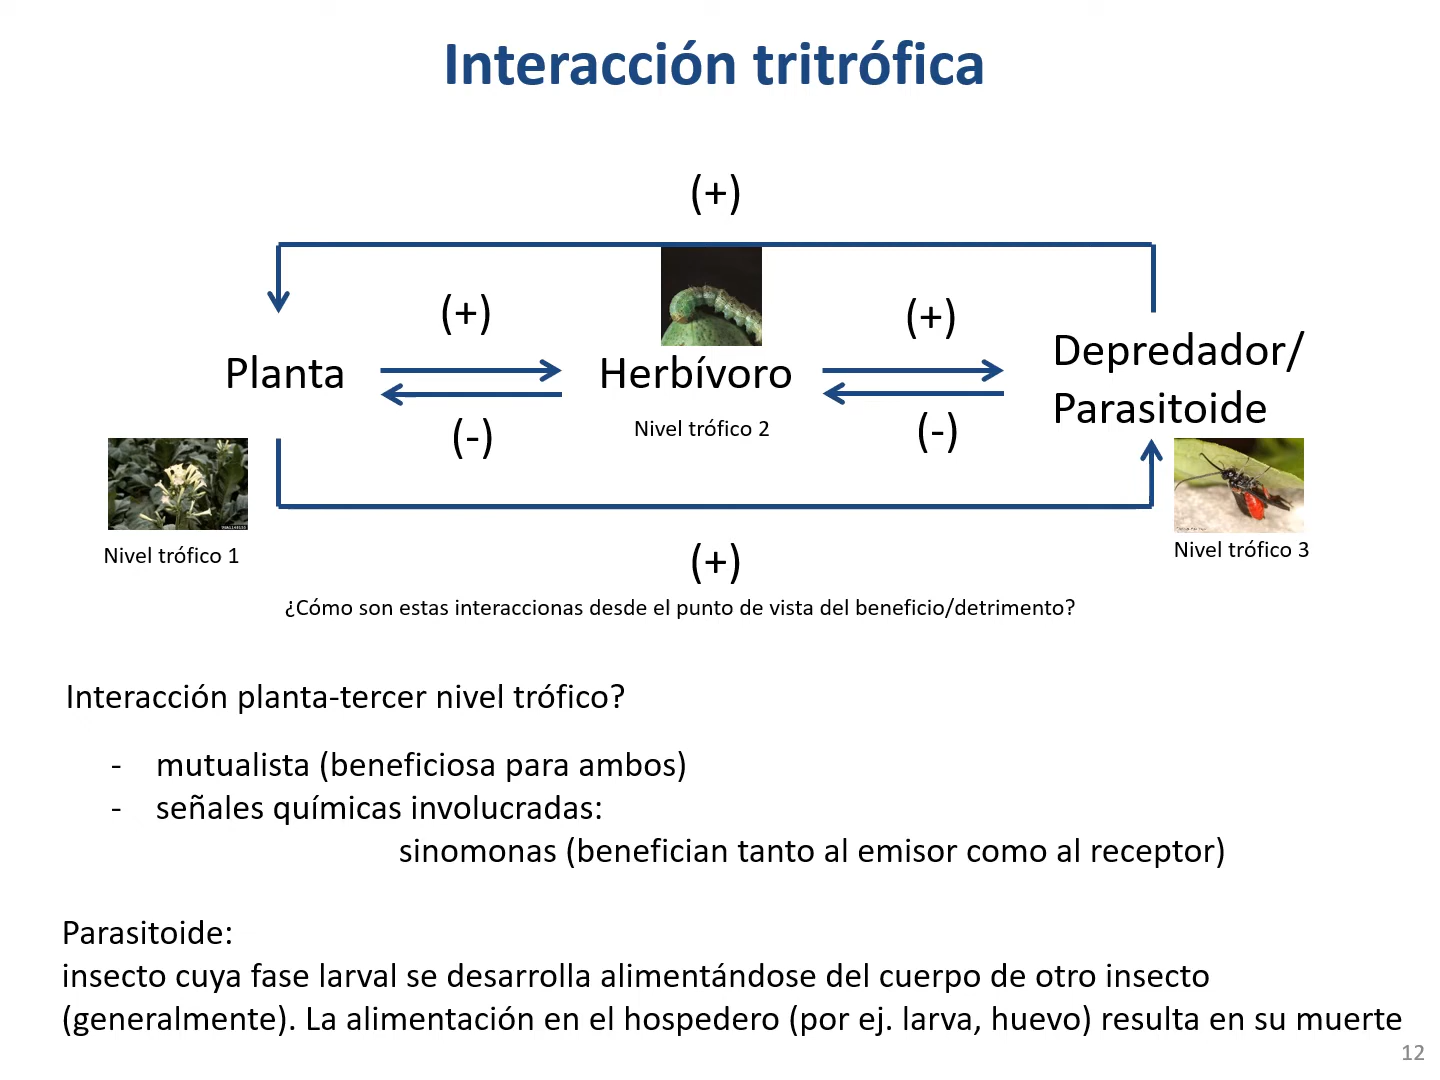 Interacción tritrófica
(+)
(+)
(+)
Planta
Herbívoro
Depredador/
Parasitoide
(-)
Nivel trófico 2
(-)
Nivel trófico 1
Nivel trófico 3
(+)
¿Cómo son estas interaccionas desde el punto de vista del beneficio/detrimento?
Interacción planta-tercer nivel trófico?
- mutualista (beneficiosa para ambos)
- señales químicas involucradas:
sinomonas (benefician tanto al emisor como al receptor)
Parasitoide:
insecto cuya fase larval se desarrolla alimentándose del cuerpo de otro insecto
(generalmente). La alimentación en el hospedero (por ej. larva, huevo) resulta en su muerte
12